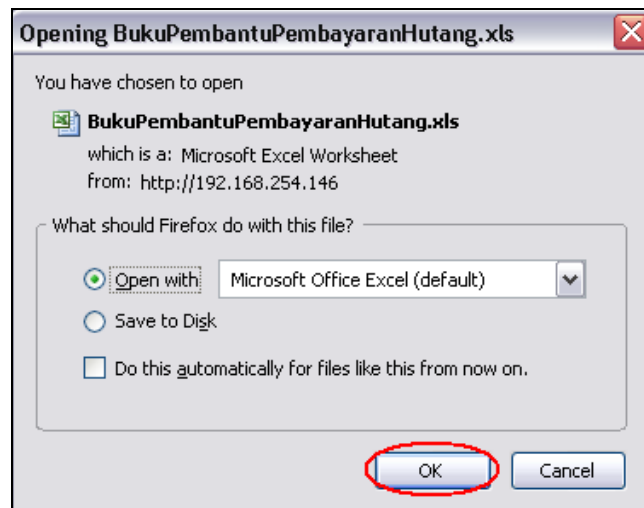 Opening BukuPembantuPembayaranHutang.xls
You have chosen to open
BukuPembantuPembayaranHutang.xls
which is a: Microsoft Excel Worksheet
from: http://192.168.254.146
What should Firefox do with this file?
Open with Microsoft Office Excel (default)
Save to Disk
Do this automatically for files like this from now on.
OK Cancel